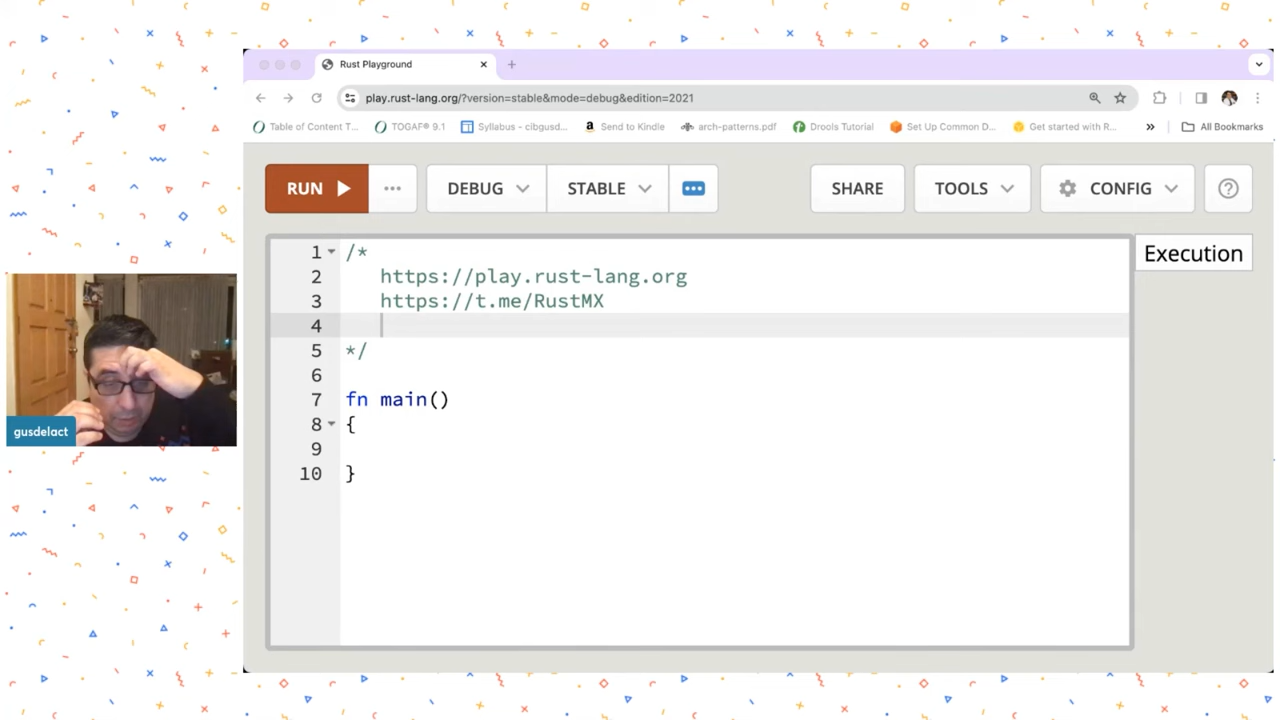 Rust Playground
play.rust-lang.org/?version=stable&mode=debug&edition=2021
Table of Content T...
TOGAF® 9.1
Syllabus - cibgusd...
Send to Kindle
arch-patterns.pdf
Drools Tutorial
Set Up Common D...
Get started with R...
All Bookmarks
RUN
DEBUG
STABLE
SHARE
TOOLS
CONFIG
1 /*
2 https://play.rust-lang.org
3 https://t.me/RustMX
4
5 */
6
7 fn main()
8 {
9
10 }
Execution
gusdelact